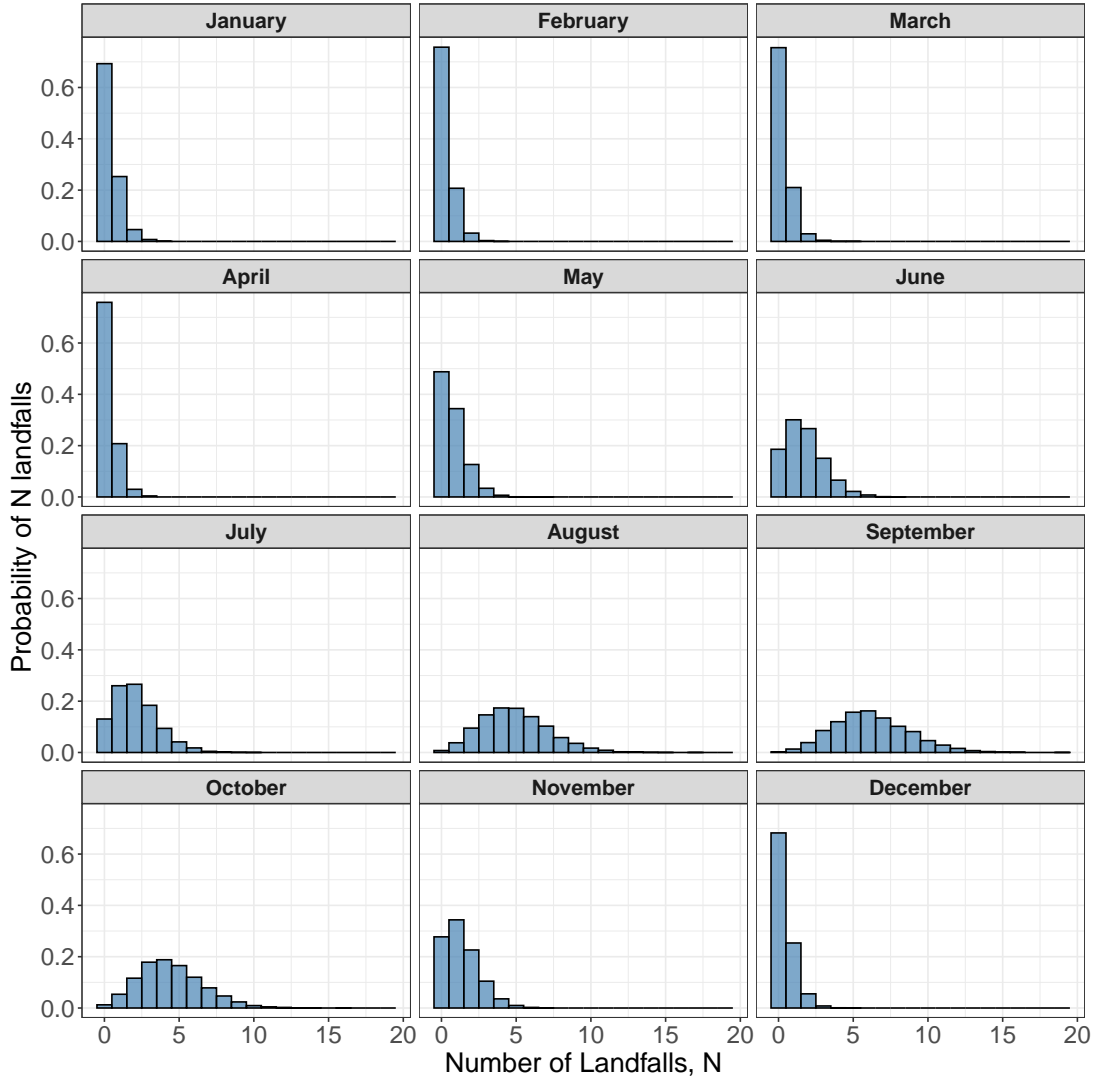 January February March
0.6
0.4
0.2
0.0
April May June
0.6
0.4
0.2
0.0
July August September
0.6
0.4
0.2
0.0
October November December
0.6
0.4
0.2
0.0
0 5 10 15 20 0 5 10 15 20 0 5 10 15 20
Probability of N landfalls
Number of Landfalls, N